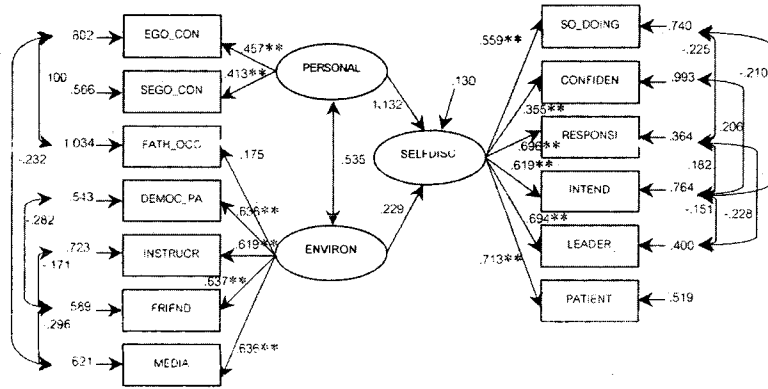 .802
EGO_CON
.457**
PERSONAL
.100
.566
SEGO_CON
.413**
-.232
1.034
FATH_OCC
.175
.543
DEMOC_PA
.636**
-.282
.723
INSTRUCR
.619**
-.171
.589
FRIEND
.637**
-.296
.621
MEDIA
.636**
.535
ENVIRON
1.132
.130
SELFDISC
.229
.559**
SO_DOING
.740
-.225
-.210
.355**
CONFIDEN
.993
.206
.696**
RESPONSI
.364
.182
.619**
INTEND
.764
-.151
-.228
.694**
LEADER
.400
.713**
PATIENT
.519